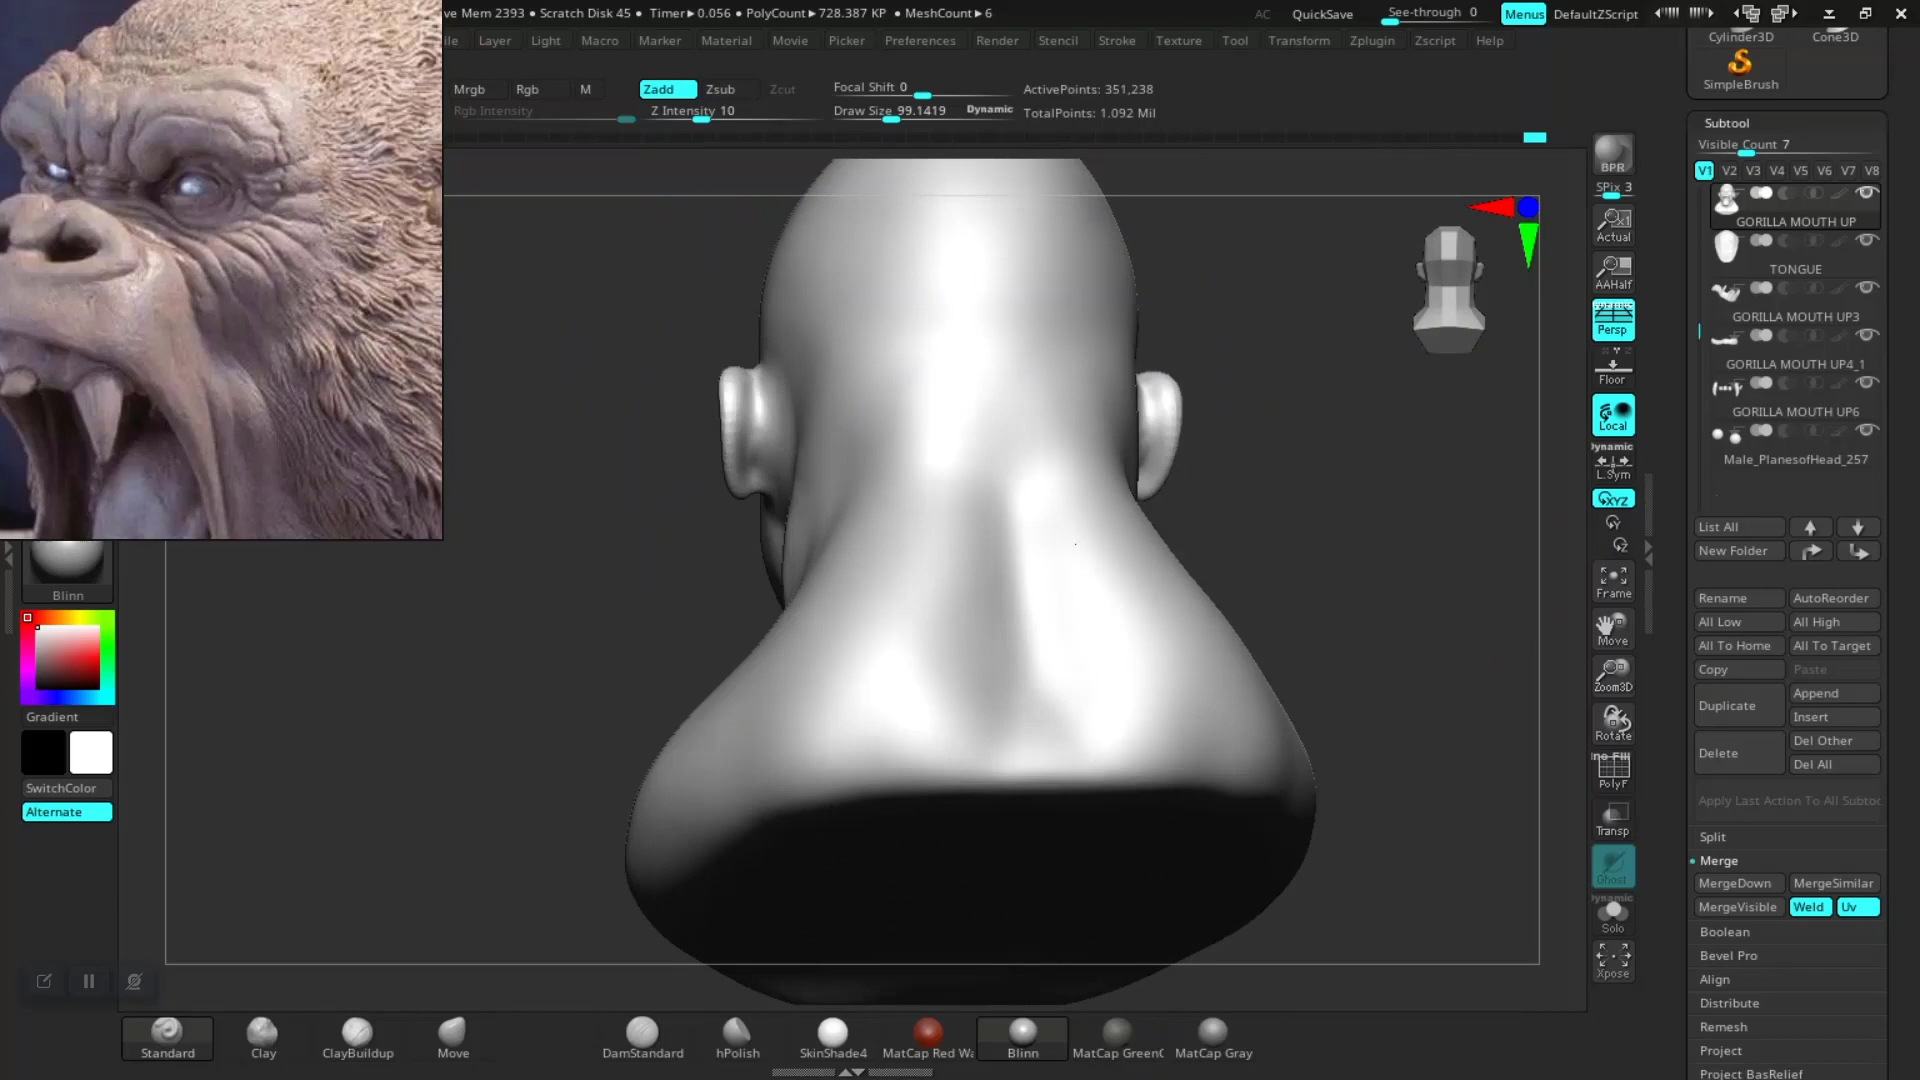 ve Mem 2393 ● Scratch Disk 45 ● Timer▶0.056 ● PolyCount▶728.387 KP ● MeshCount▶6
AC QuickSave See-through 0 Menus DefaultZScript
ile Layer Light Macro Marker Material Movie Picker Preferences Render Stencil Stroke Texture Tool Transform Zplugin Zscript Help
Cylinder3D Cone3D
SimpleBrush
Mrgb Rgb M Zadd Zsub Zcut Focal Shift 0 ActivePoints: 351,238
Rgb Intensity Z Intensity 10 Draw Size 99.1419 Dynamic TotalPoints: 1.092 Mil
Subtool
Visible Count 7
V1 V2 V3 V4 V5 V6 V7 V8
GORILLA MOUTH UP
TONGUE
GORILLA MOUTH UP3
GORILLA MOUTH UP4_1
GORILLA MOUTH UP6
Male_PlanesofHead_257
List All
New Folder
Rename AutoReorder
All Low All High
All To Home All To Target
Copy Paste
Duplicate Append
Insert
Delete Del Other
Del All
Apply Last Action To All Subtoo
Split
Merge
MergeDown MergeSimilar
MergeVisible Weld Uv
Boolean
Bevel Pro
Align
Distribute
Remesh
Project
Project BasRelief
BPR
SPix 3
Actual
AAHalf
Persp
Floor
Local
Dynamic
L.Sym
XYZ
Y
Z
Frame
Move
Zoom3D
Rotate
ine Fill
PolyF
Transp
Ghost
Dynamic
Solo
Xpose
Blinn
Gradient
SwitchColor
Alternate
Standard Clay ClayBuildup Move DamStandard hPolish SkinShade4 MatCap Red Wa Blinn MatCap GreenC MatCap Gray